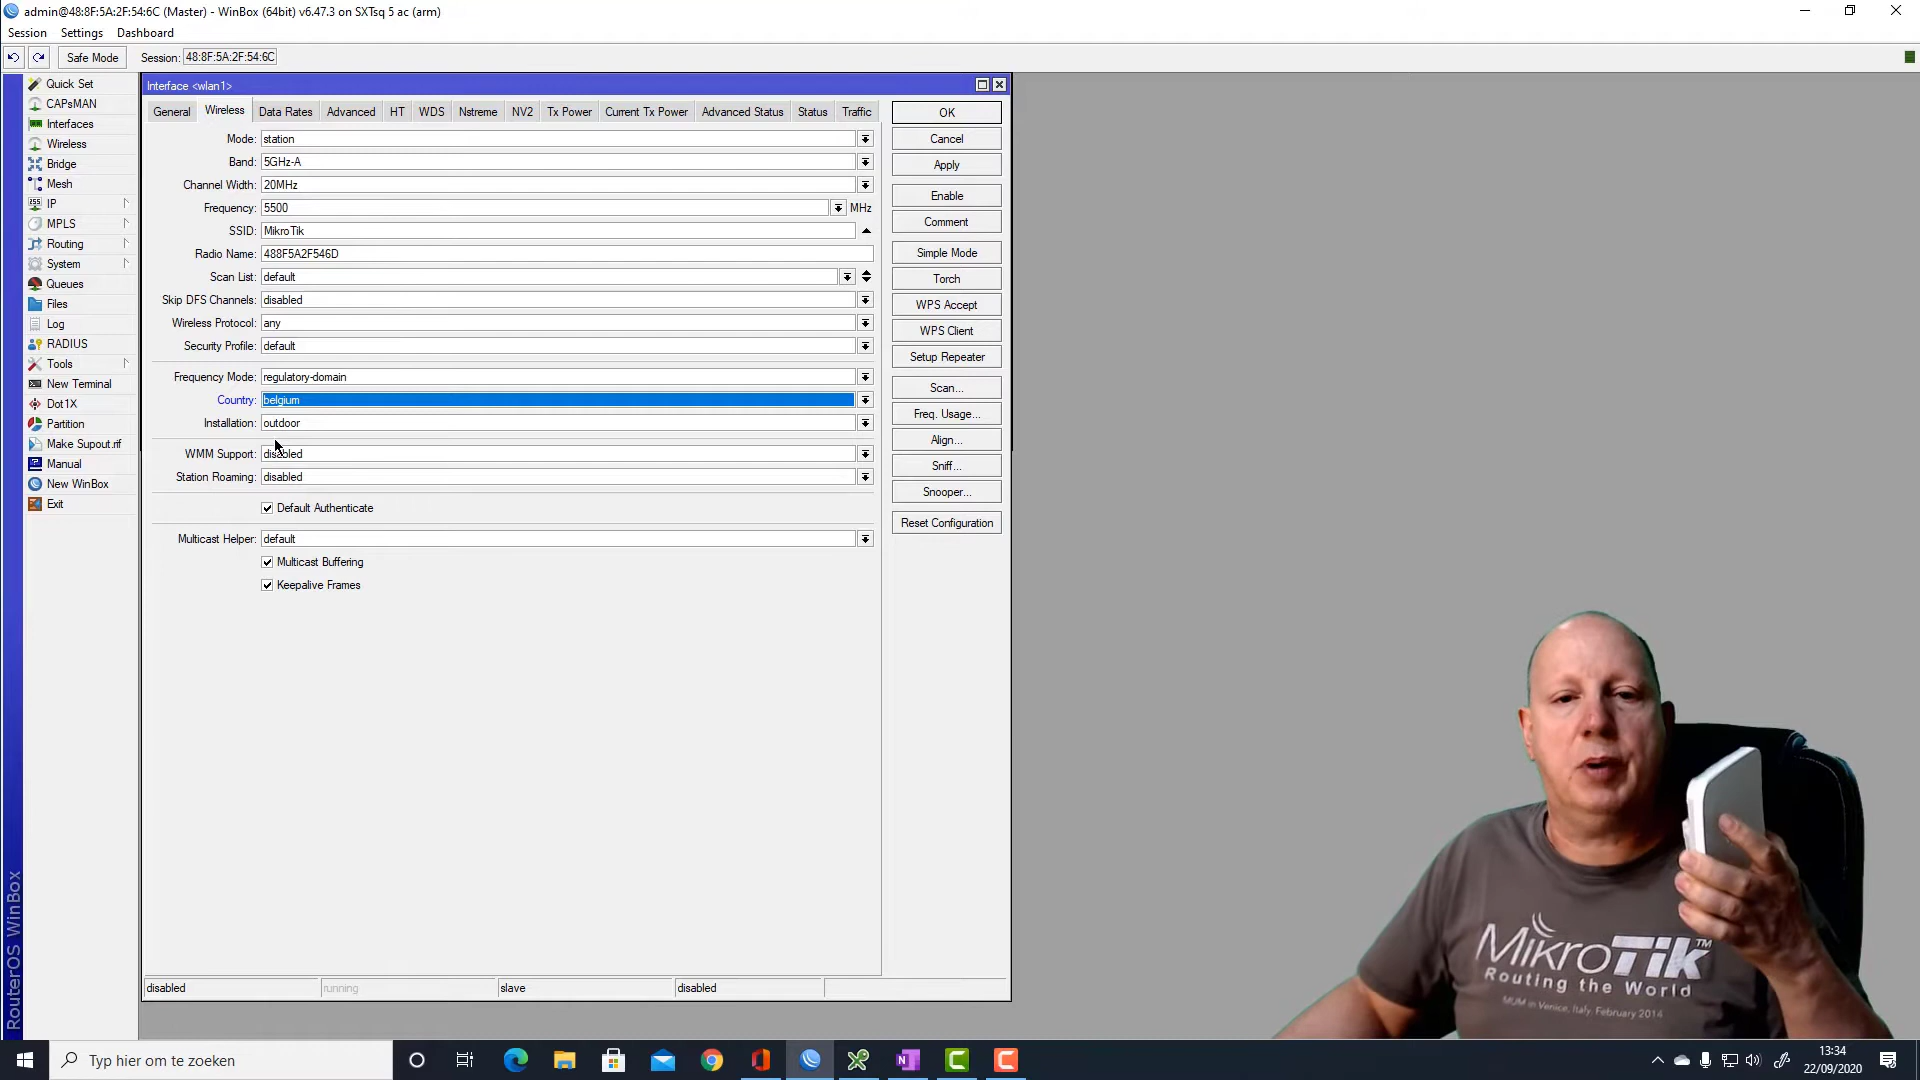 admin@48:8F:5A:2F:54:6C (Master) - WinBox (64bit) v6.47.3 on SXTsq 5 ac (arm)
Session Settings Dashboard
Safe Mode Session: 48:8F:5A:2F:54:6C
Quick Set
CAPsMAN
Interfaces
Wireless
Bridge
Mesh
IP
MPLS
Routing
System
Queues
Files
Log
RADIUS
Tools
New Terminal
Dot1X
Partition
Make Supout.rif
Manual
New WinBox
Exit
RouterOS WinBox
Interface <wlan1>
General Wireless Data Rates Advanced HT WDS Nstreme NV2 Tx Power Current Tx Power Advanced Status Status Traffic
Mode: station
Band: 5GHz-A
Channel Width: 20MHz
Frequency: 5500 MHz
SSID: MikroTik
Radio Name: 488F5A2F546D
Scan List: default
Skip DFS Channels: disabled
Wireless Protocol: any
Security Profile: default
Frequency Mode: regulatory-domain
Country: belgium
Installation: outdoor
WMM Support: disabled
Station Roaming: disabled
Default Authenticate
Multicast Helper: default
Multicast Buffering
Keepalive Frames
OK
Cancel
Apply
Enable
Comment
Simple Mode
Torch
WPS Accept
WPS Client
Setup Repeater
Scan...
Freq. Usage...
Align...
Sniff...
Snooper...
Reset Configuration
disabled running slave disabled
MikroTik™
Routing the World
MUM in Venice, Italy. February 2014
Typ hier om te zoeken
13:34
22/09/2020